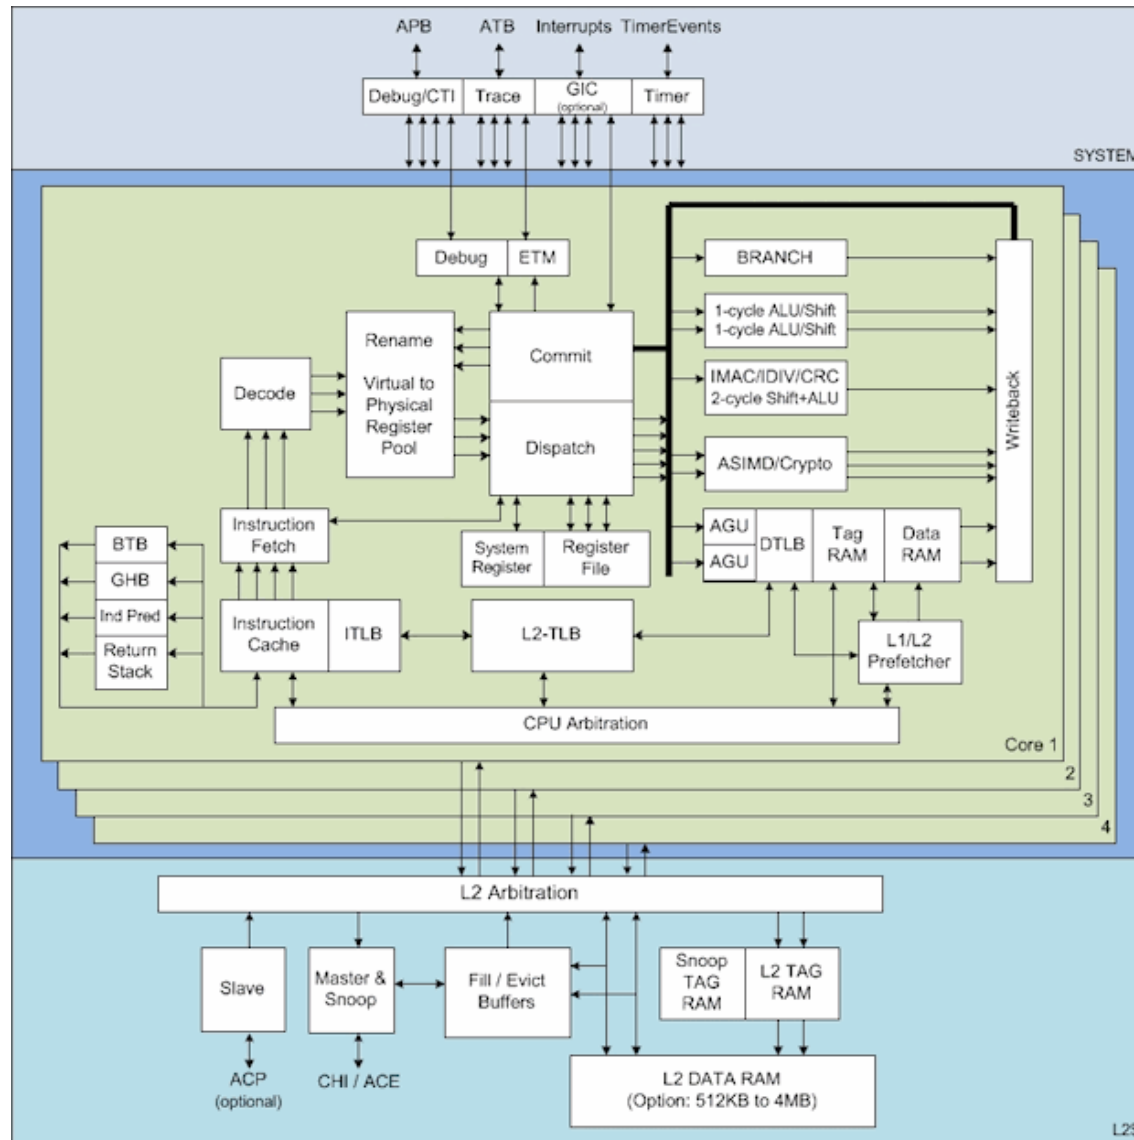 APB
ATB
Interrupts
TimerEvents
Debug/CTI
Trace
GIC
(optional)
Timer
SYSTEM
Debug
ETM
BRANCH
1-cycle ALU/Shift
1-cycle ALU/Shift
Rename
Virtual to
Physical
Register
Pool
Commit
Decode
IMAC/IDIV/CRC
2-cycle Shift+ALU
Writeback
Dispatch
ASIMD/Crypto
Instruction
Fetch
BTB
GHB
Ind Pred
Return
Stack
System
Register
Register
File
AGU
AGU
DTLB
Tag
RAM
Data
RAM
Instruction
Cache
ITLB
L2-TLB
L1/L2
Prefetcher
CPU Arbitration
Core 1
2
3
4
L2 Arbitration
Slave
Master &
Snoop
Fill / Evict
Buffers
Snoop
TAG
RAM
L2 TAG
RAM
ACP
(optional)
CHI / ACE
L2 DATA RAM
(Option: 512KB to 4MB)